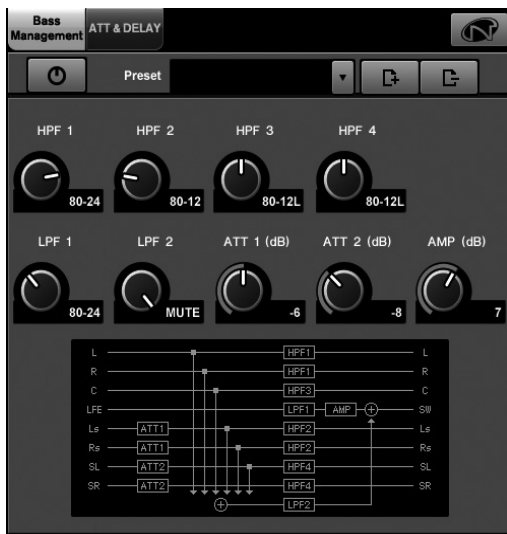 Bass
Management
ATT & DELAY
Preset
HPF 1 HPF 2 HPF 3 HPF 4
80-24 80-12 80-12L 80-12L
LPF 1 LPF 2 ATT 1 (dB) ATT 2 (dB) AMP (dB)
80-24 MUTE -6 -8 7
L HPF1 L
R HPF1 R
C HPF3 C
LFE LPF1 AMP SW
Ls ATT1 HPF2 Ls
Rs ATT1 HPF2 Rs
SL ATT2 HPF4 SL
SR ATT2 HPF4 SR
LPF2